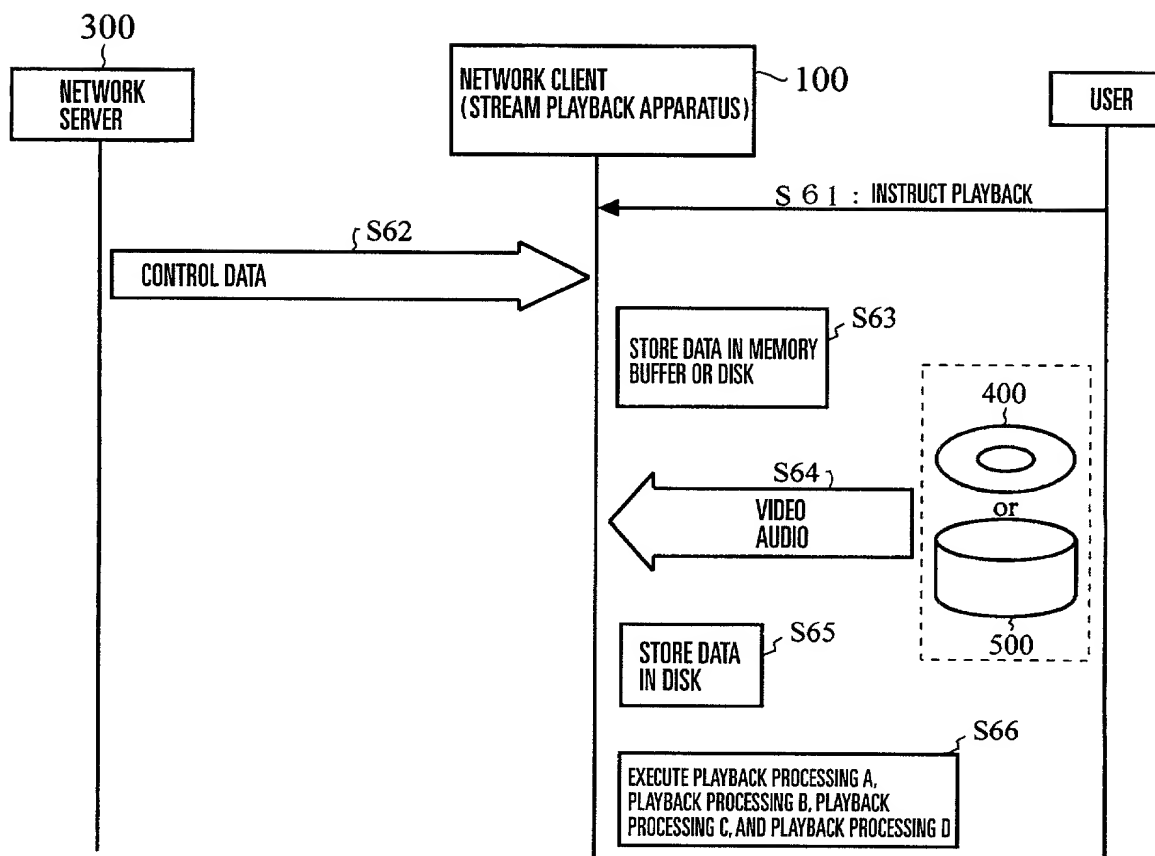 300
NETWORK
SERVER
NETWORK CLIENT
(STREAM PLAYBACK APPARATUS)
100
USER
S61 : INSTRUCT PLAYBACK
S62
CONTROL DATA
S63
STORE DATA IN MEMORY
BUFFER OR DISK
400
or
500
S64
VIDEO
AUDIO
S65
STORE DATA
IN DISK
S66
EXECUTE PLAYBACK PROCESSING A,
PLAYBACK PROCESSING B, PLAYBACK
PROCESSING C, AND PLAYBACK PROCESSING D